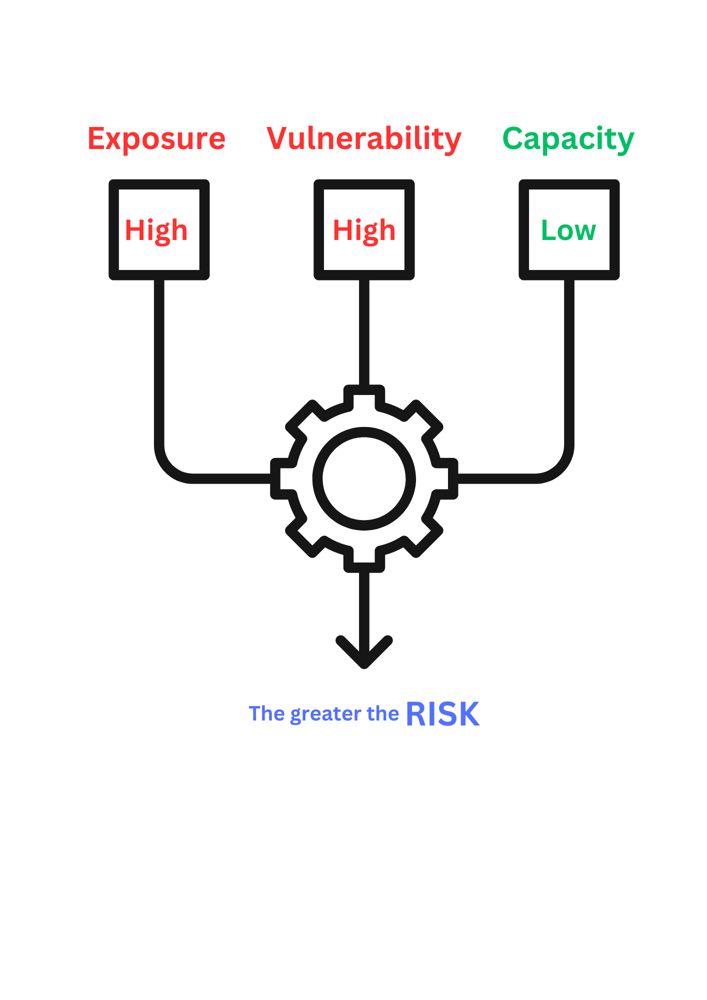 Exposure Vulnerability Capacity
High High Low
The greater the RISK